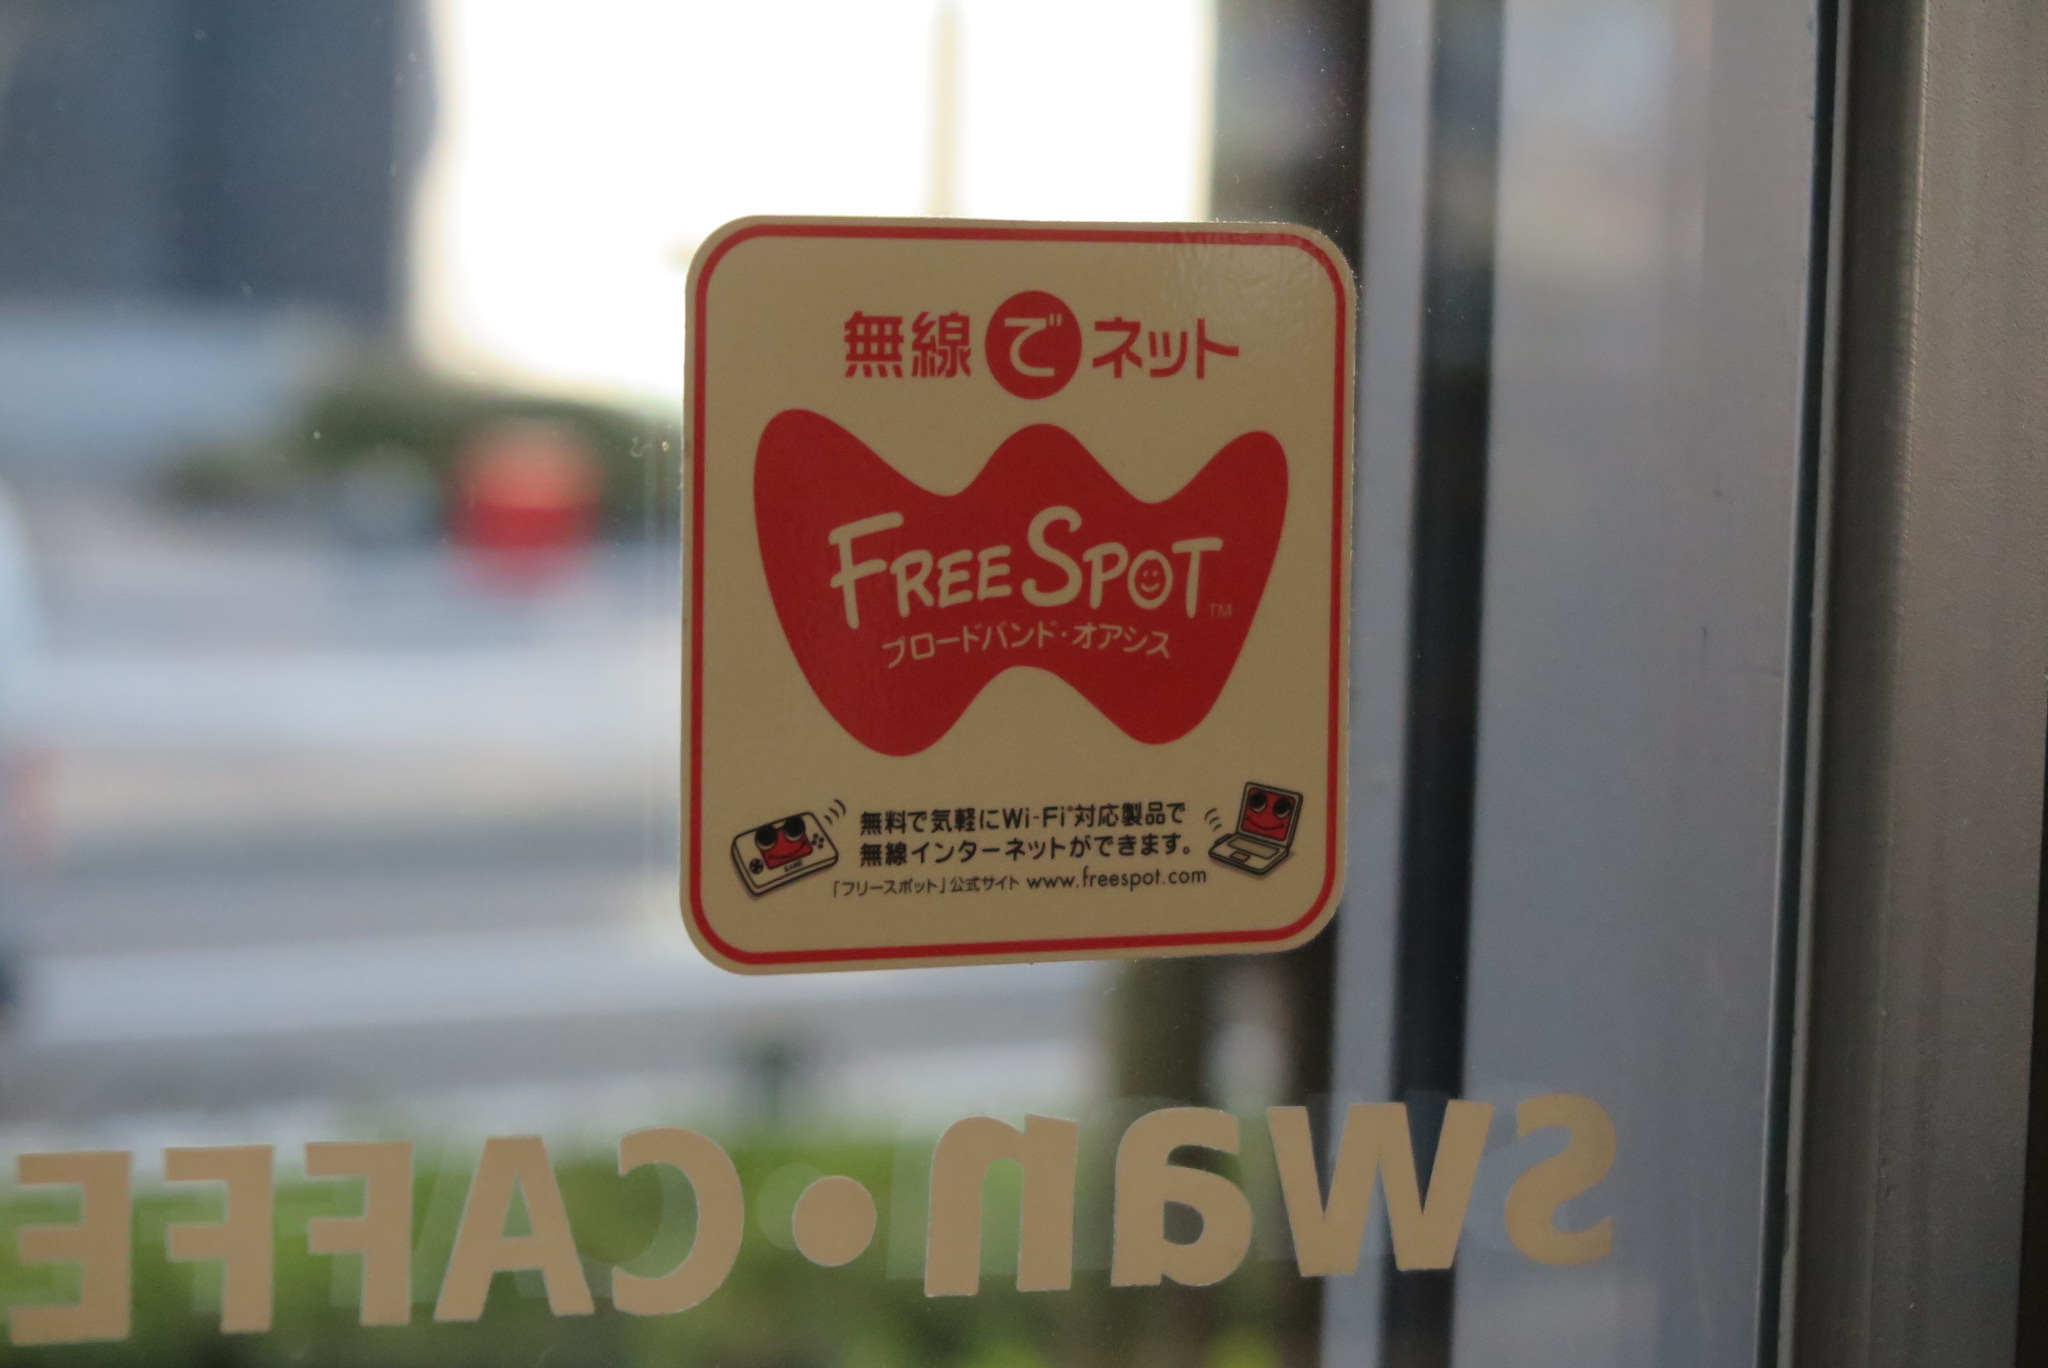 無線でネット
FREESPOT™
ブロードバンド・オアシス
無料で気軽にWi-Fi®対応製品で
無線インターネットができます。
「フリースポット」公式サイト www.freespot.com
GAME
swan・CAFFE